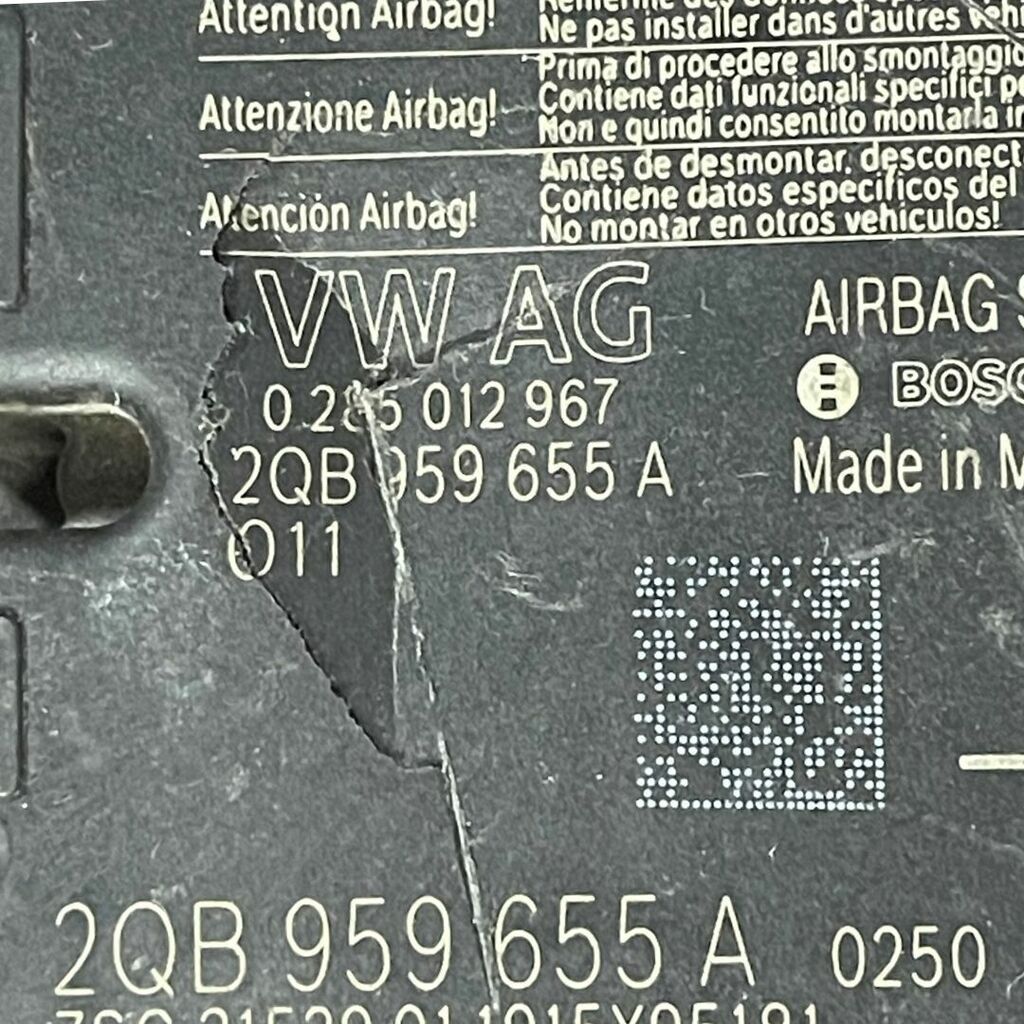 Attention Airbag!
Ne pas installer dans d'autres
Attenzione Airbag!
Prima di procedere allo smontaggio
Contiene dati funzionali specifici
Non e quindi consentito montarla
Atención Airbag!
Antes de desmontar, desconect
Contiene datos especificos del
No montar en otros vehiculos!
VW AG
0 285 012 967
2QB 959 655 A
011
AIRBAG
BOSC
Made in M
2QB 959 655 A 0250